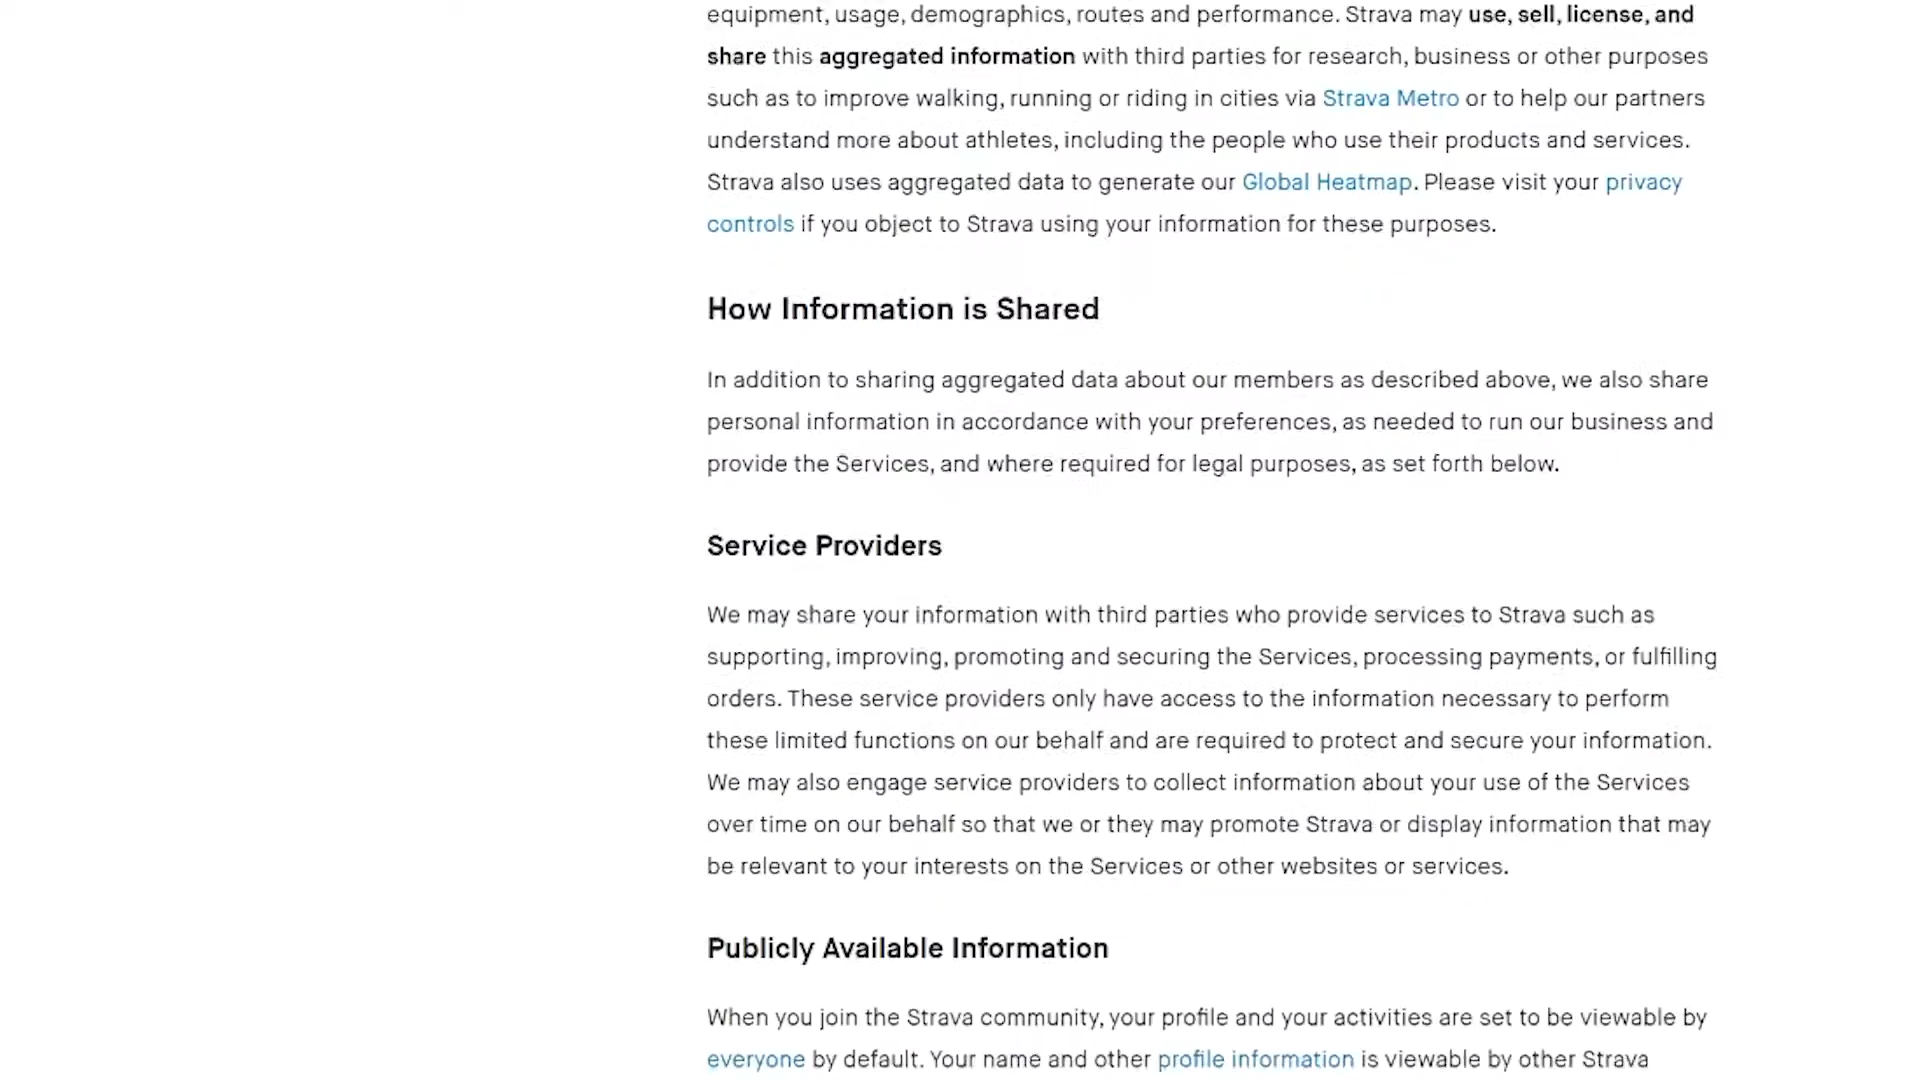 equipment, usage, demographics, routes and performance. Strava may use, sell, license, and
share this aggregated information with third parties for research, business or other purposes
such as to improve walking, running or riding in cities via Strava Metro or to help our partners
understand more about athletes, including the people who use their products and services.
Strava also uses aggregated data to generate our Global Heatmap. Please visit your privacy
controls if you object to Strava using your information for these purposes.
How Information is Shared
In addition to sharing aggregated data about our members as described above, we also share
personal information in accordance with your preferences, as needed to run our business and
provide the Services, and where required for legal purposes, as set forth below.
Service Providers
We may share your information with third parties who provide services to Strava such as
supporting, improving, promoting and securing the Services, processing payments, or fulfilling
orders. These service providers only have access to the information necessary to perform
these limited functions on our behalf and are required to protect and secure your information.
We may also engage service providers to collect information about your use of the Services
over time on our behalf so that we or they may promote Strava or display information that may
be relevant to your interests on the Services or other websites or services.
Publicly Available Information
When you join the Strava community, your profile and your activities are set to be viewable by
everyone by default. Your name and other profile information is viewable by other Strava